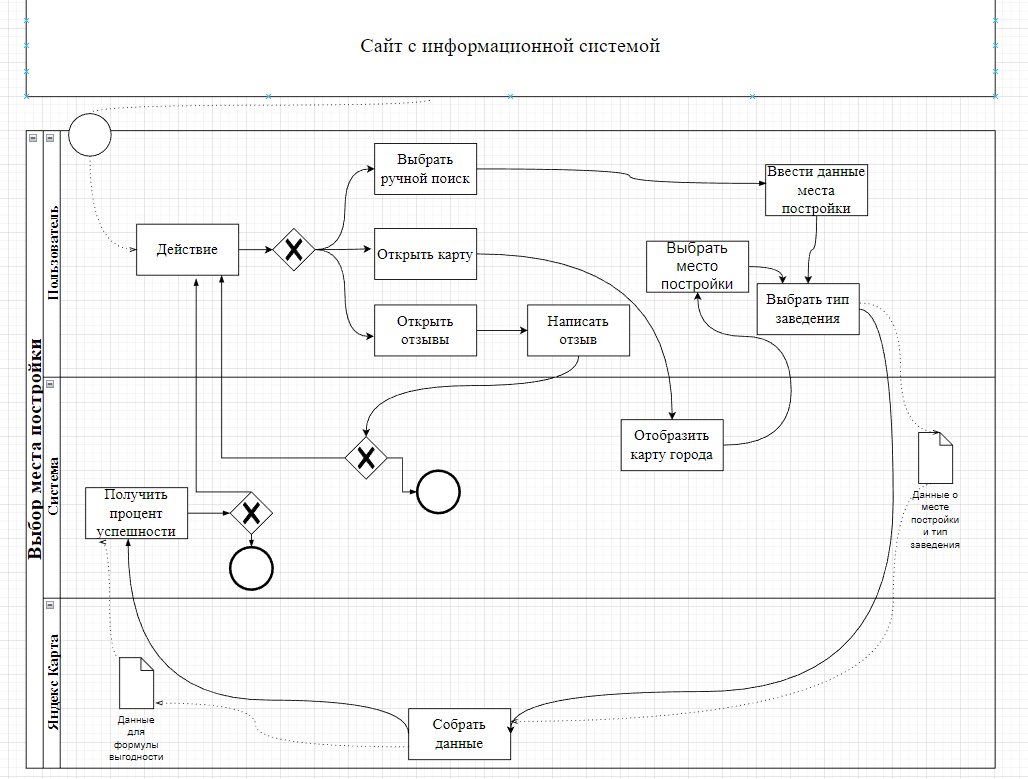 Сайт с информационной системой
Выбор места постройки
Пользователь
Система
Яндекс Карта
Действие
Выбрать
ручной поиск
Открыть карту
Открыть
отзывы
Написать
отзыв
Ввести данные
места
постройки
Выбрать
место
постройки
Выбрать тип
заведения
Отобразить
карту города
Получить
процент
успешности
Данные о
месте
постройки
и тип
заведения
Данные
для
формулы
выгодности
Собрать
данные